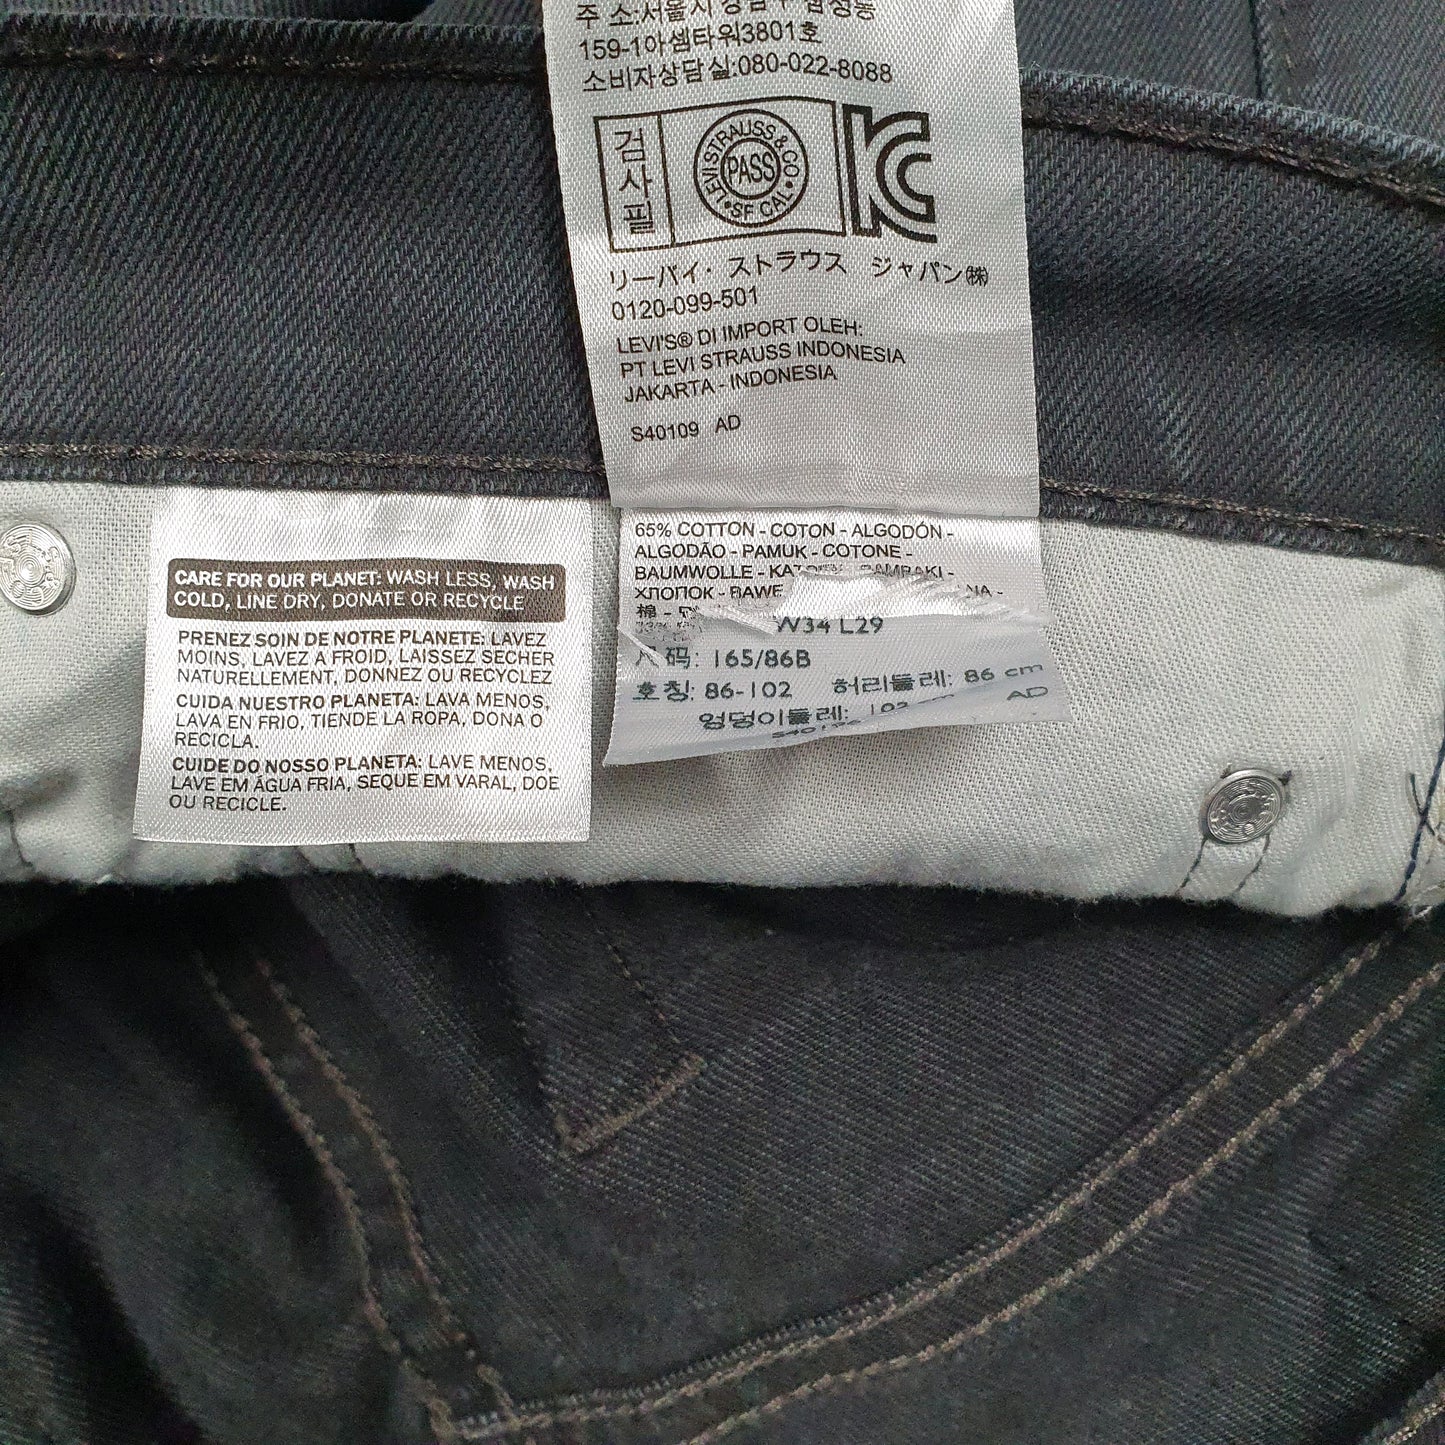 159-1아셈타워3801호
소비자상담실:080-022-8088
검
사
필
LEVI STRAUSS & CO
PASS
SF CAL
KC
リーバイ・ストラウス ジャパン㈱
0120-099-501
LEVI'S® DI IMPORT OLEH:
PT LEVI STRAUSS INDONESIA
JAKARTA - INDONESIA
S40109 AD
65% COTTON - COTON - ALGODÓN -
ALGODÃO - PAMUK - COTONE -
BAUMWOLLE - BAMBAKI -
ХЛОПОК -
棉 -
W34 L29
尺码: 165/86B
호칭: 86-102 허리둘레: 86 cm
엉덩이둘레: 102 AD
CARE FOR OUR PLANET: WASH LESS, WASH
COLD, LINE DRY, DONATE OR RECYCLE
PRENEZ SOIN DE NOTRE PLANETE: LAVEZ
MOINS, LAVEZ A FROID, LAISSEZ SECHER
NATURELLEMENT, DONNEZ OU RECYCLEZ
CUIDA NUESTRO PLANETA: LAVA MENOS,
LAVA EN FRIO, TIENDE LA ROPA, DONA O
RECICLA.
CUIDE DO NOSSO PLANETA: LAVE MENOS,
LAVE EM ÁGUA FRIA, SEQUE EM VARAL, DOE
OU RECICLE.